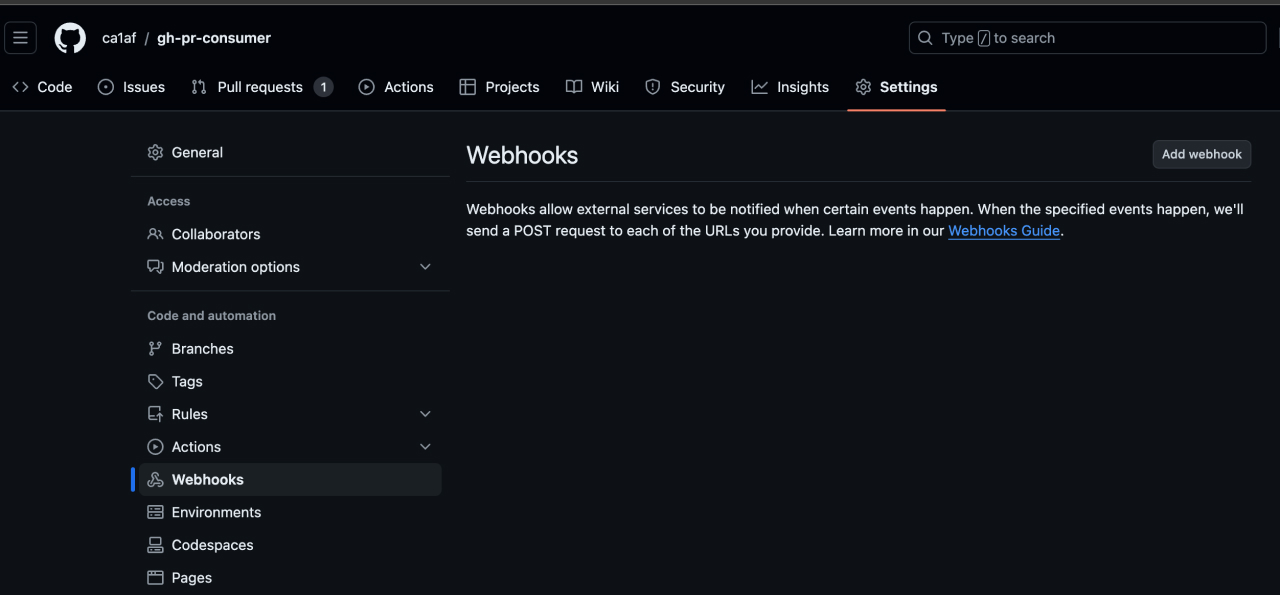 ca1af / gh-pr-consumer
Type / to search
Code
Issues
Pull requests 1
Actions
Projects
Wiki
Security
Insights
Settings
General
Access
Collaborators
Moderation options
Code and automation
Branches
Tags
Rules
Actions
Webhooks
Environments
Codespaces
Pages
Webhooks
Add webhook
Webhooks allow external services to be notified when certain events happen. When the specified events happen, we'll
send a POST request to each of the URLs you provide. Learn more in our Webhooks Guide.